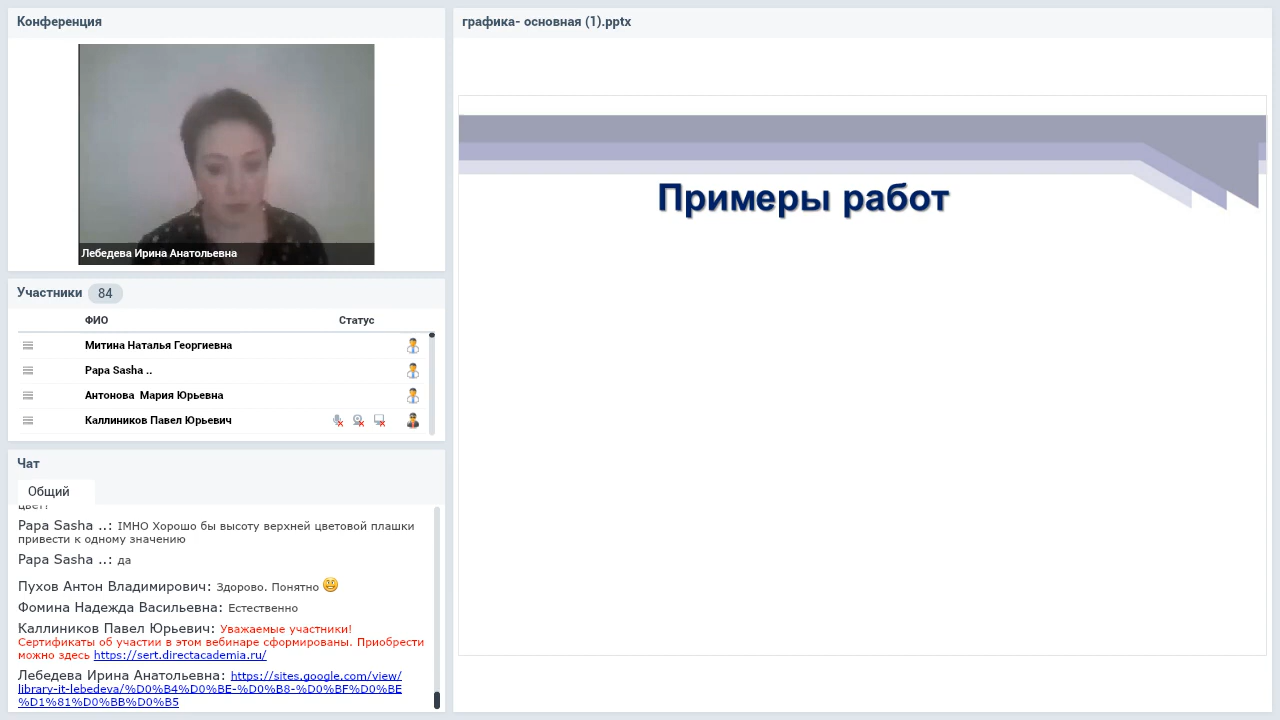 Конференция
Лебедева Ирина Анатольевна
Участники 84
ФИО Статус
Митина Наталья Георгиевна
Papa Sasha ..
Антонова Мария Юрьевна
Каллиников Павел Юрьевич
Чат
Общий
цвет!
Papa Sasha ..: IMHO Хорошо бы высоту верхней цветовой плашки
привести к одному значению
Papa Sasha ..: да
Пухов Антон Владимирович: Здорово. Понятно
Фомина Надежда Васильевна: Естественно
Каллиников Павел Юрьевич: Уважаемые участники!
Сертификаты об участии в этом вебинаре сформированы. Приобрести
можно здесь https://sert.directacademia.ru/
Лебедева Ирина Анатольевна: https://sites.google.com/view/
library-it-lebedeva/%D0%B4%D0%BE-%D0%B8-%D0%BF%D0%BE
%D1%81%D0%BB%D0%B5
графика- основная (1).pptx
Примеры работ